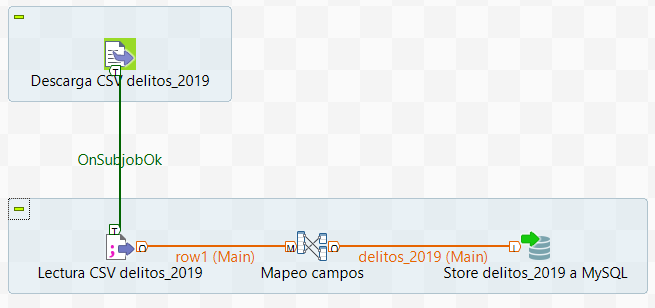 Descarga CSV delitos_2019
T
OnSubjobOk
T
O row1 (Main) M O delitos_2019 (Main) I
Lectura CSV delitos_2019 Mapeo campos Store delitos_2019 a MySQL